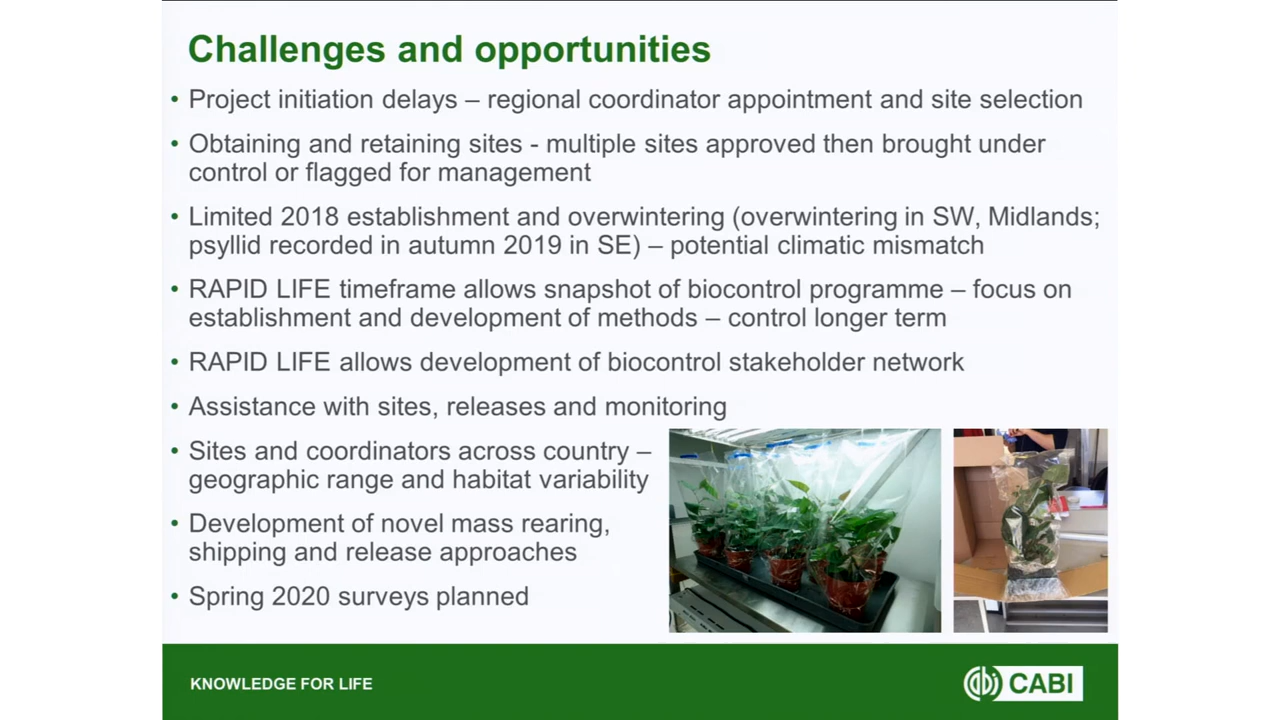 Challenges and opportunities
• Project initiation delays – regional coordinator appointment and site selection
• Obtaining and retaining sites - multiple sites approved then brought under
control or flagged for management
• Limited 2018 establishment and overwintering (overwintering in SW, Midlands;
psyllid recorded in autumn 2019 in SE) – potential climatic mismatch
• RAPID LIFE timeframe allows snapshot of biocontrol programme – focus on
establishment and development of methods – control longer term
• RAPID LIFE allows development of biocontrol stakeholder network
• Assistance with sites, releases and monitoring
• Sites and coordinators across country –
geographic range and habitat variability
• Development of novel mass rearing,
shipping and release approaches
• Spring 2020 surveys planned
KNOWLEDGE FOR LIFE
cabi CABI